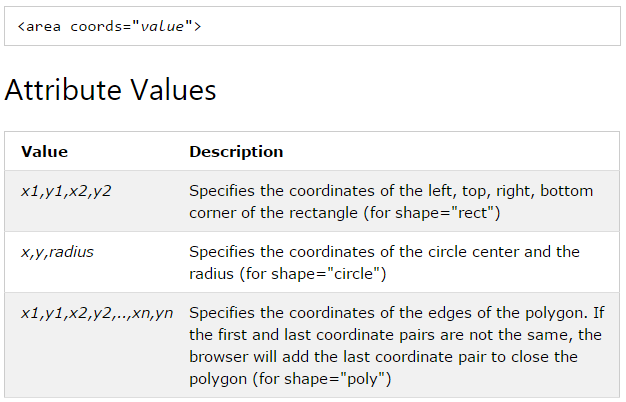 <area coords="value">
Attribute Values
Value Description
x1,y1,x2,y2 Specifies the coordinates of the left, top, right, bottom
corner of the rectangle (for shape="rect")
x,y,radius Specifies the coordinates of the circle center and the
radius (for shape="circle")
x1,y1,x2,y2,..,xn,yn Specifies the coordinates of the edges of the polygon. If
the first and last coordinate pairs are not the same, the
browser will add the last coordinate pair to close the
polygon (for shape="poly")